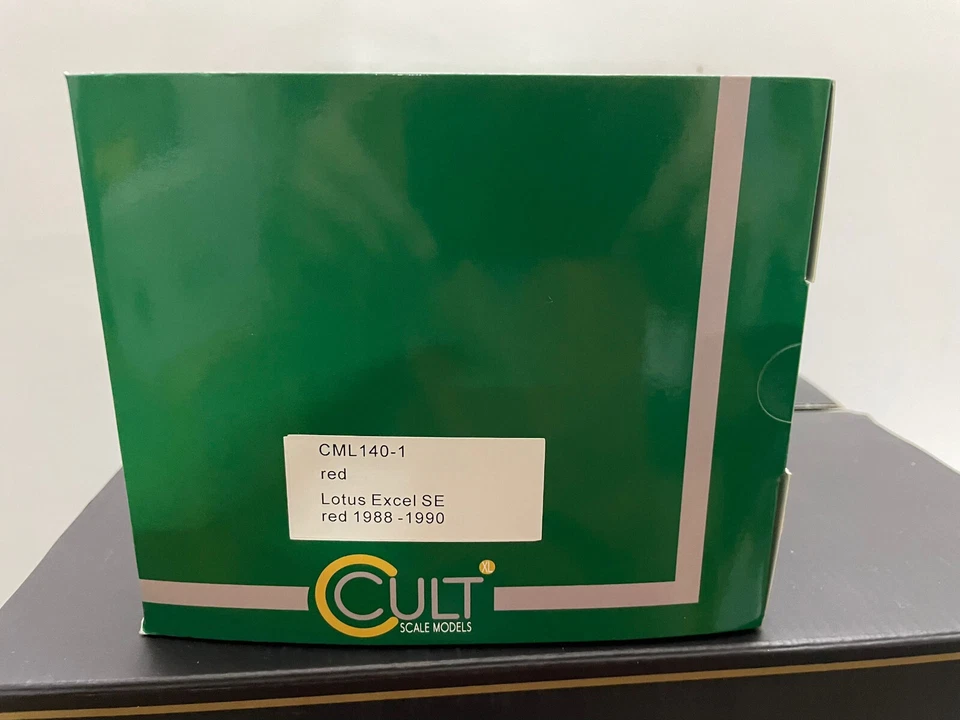 CML140-1
red
Lotus Excel SE
red 1988 -1990
CULT XL
SCALE MODELS